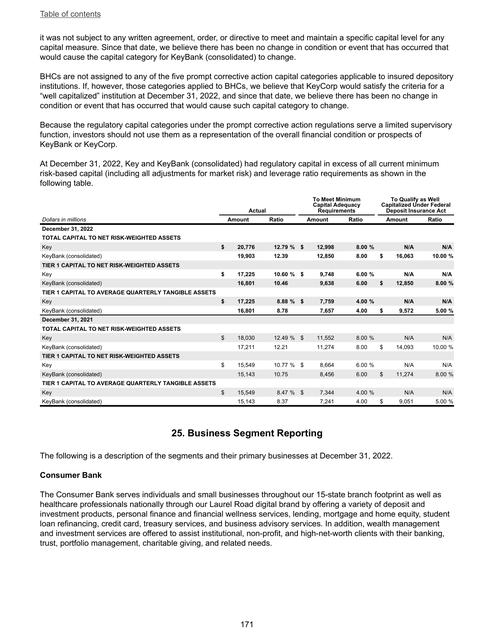 Table of contents
it was not subject to any written agreement, order, or directive to meet and maintain a specific capital level for any
capital measure. Since that date, we believe there has been no change in condition or event that has occurred that
would cause the capital category for KeyBank (consolidated) to change.
BHCs are not assigned to any of the five prompt corrective action capital categories applicable to insured depository
institutions. If, however, those categories applied to BHCs, we believe that KeyCorp would satisfy the criteria for a
“well capitalized” institution at December 31, 2022, and since that date, we believe there has been no change in
condition or event that has occurred that would cause such capital category to change.
Because the regulatory capital categories under the prompt corrective action regulations serve a limited supervisory
function, investors should not use them as a representation of the overall financial condition or prospects of
KeyBank or KeyCorp.
At December 31, 2022, Key and KeyBank (consolidated) had regulatory capital in excess of all current minimum
risk-based capital (including all adjustments for market risk) and leverage ratio requirements as shown in the
following table.
Actual To Meet Minimum Capital Adequacy Requirements To Qualify as Well Capitalized Under Federal Deposit Insurance Act
Dollars in millions Amount Ratio Amount Ratio Amount Ratio
December 31, 2022
TOTAL CAPITAL TO NET RISK-WEIGHTED ASSETS
Key $ 20,776 12.79 % $ 12,998 8.00 % N/A N/A
KeyBank (consolidated) 19,903 12.39 12,850 8.00 $ 16,063 10.00 %
TIER 1 CAPITAL TO NET RISK-WEIGHTED ASSETS
Key $ 17,225 10.60 % $ 9,748 6.00 % N/A N/A
KeyBank (consolidated) 16,801 10.46 9,638 6.00 $ 12,850 8.00 %
TIER 1 CAPITAL TO AVERAGE QUARTERLY TANGIBLE ASSETS
Key $ 17,225 8.88 % $ 7,759 4.00 % N/A N/A
KeyBank (consolidated) 16,801 8.78 7,657 4.00 $ 9,572 5.00 %
December 31, 2021
TOTAL CAPITAL TO NET RISK-WEIGHTED ASSETS
Key $ 18,030 12.49 % $ 11,552 8.00 % N/A N/A
KeyBank (consolidated) 17,211 12.21 11,274 8.00 $ 14,093 10.00 %
TIER 1 CAPITAL TO NET RISK-WEIGHTED ASSETS
Key $ 15,549 10.77 % $ 8,664 6.00 % N/A N/A
KeyBank (consolidated) 15,143 10.75 8,456 6.00 $ 11,274 8.00 %
TIER 1 CAPITAL TO AVERAGE QUARTERLY TANGIBLE ASSETS
Key $ 15,549 8.47 % $ 7,344 4.00 % N/A N/A
KeyBank (consolidated) 15,143 8.37 7,241 4.00 $ 9,051 5.00 %
25. Business Segment Reporting
The following is a description of the segments and their primary businesses at December 31, 2022.
Consumer Bank
The Consumer Bank serves individuals and small businesses throughout our 15-state branch footprint as well as
healthcare professionals nationally through our Laurel Road digital brand by offering a variety of deposit and
investment products, personal finance and financial wellness services, lending, mortgage and home equity, student
loan refinancing, credit card, treasury services, and business advisory services. In addition, wealth management
and investment services are offered to assist institutional, non-profit, and high-net-worth clients with their banking,
trust, portfolio management, charitable giving, and related needs.
171